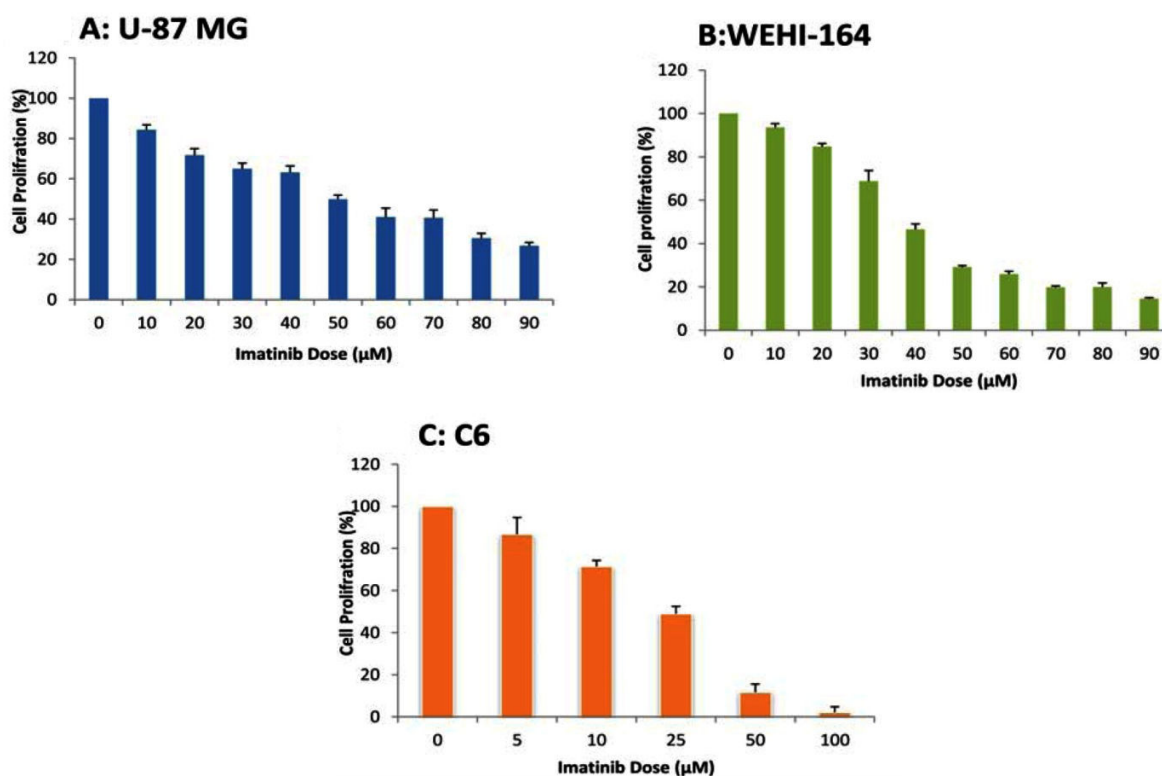 A: U-87 MG
Cell Prolifration (%)
120
100
80
60
40
20
0
0 10 20 30 40 50 60 70 80 90
Imatinib Dose (µM)
B:WEHI-164
Cell prolifration (%)
120
100
80
60
40
20
0
0 10 20 30 40 50 60 70 80 90
Imatinib Dose (µM)
C: C6
Cell Prolifration (%)
120
100
80
60
40
20
0
0 5 10 25 50 100
Imatinib Dose (µM)